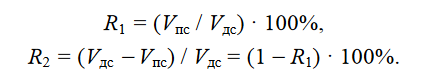 R₁ = (Vпс / Vдс) · 100%,
R₂ = (Vдс – Vпс) / Vдс = (1 – R₁) · 100%.